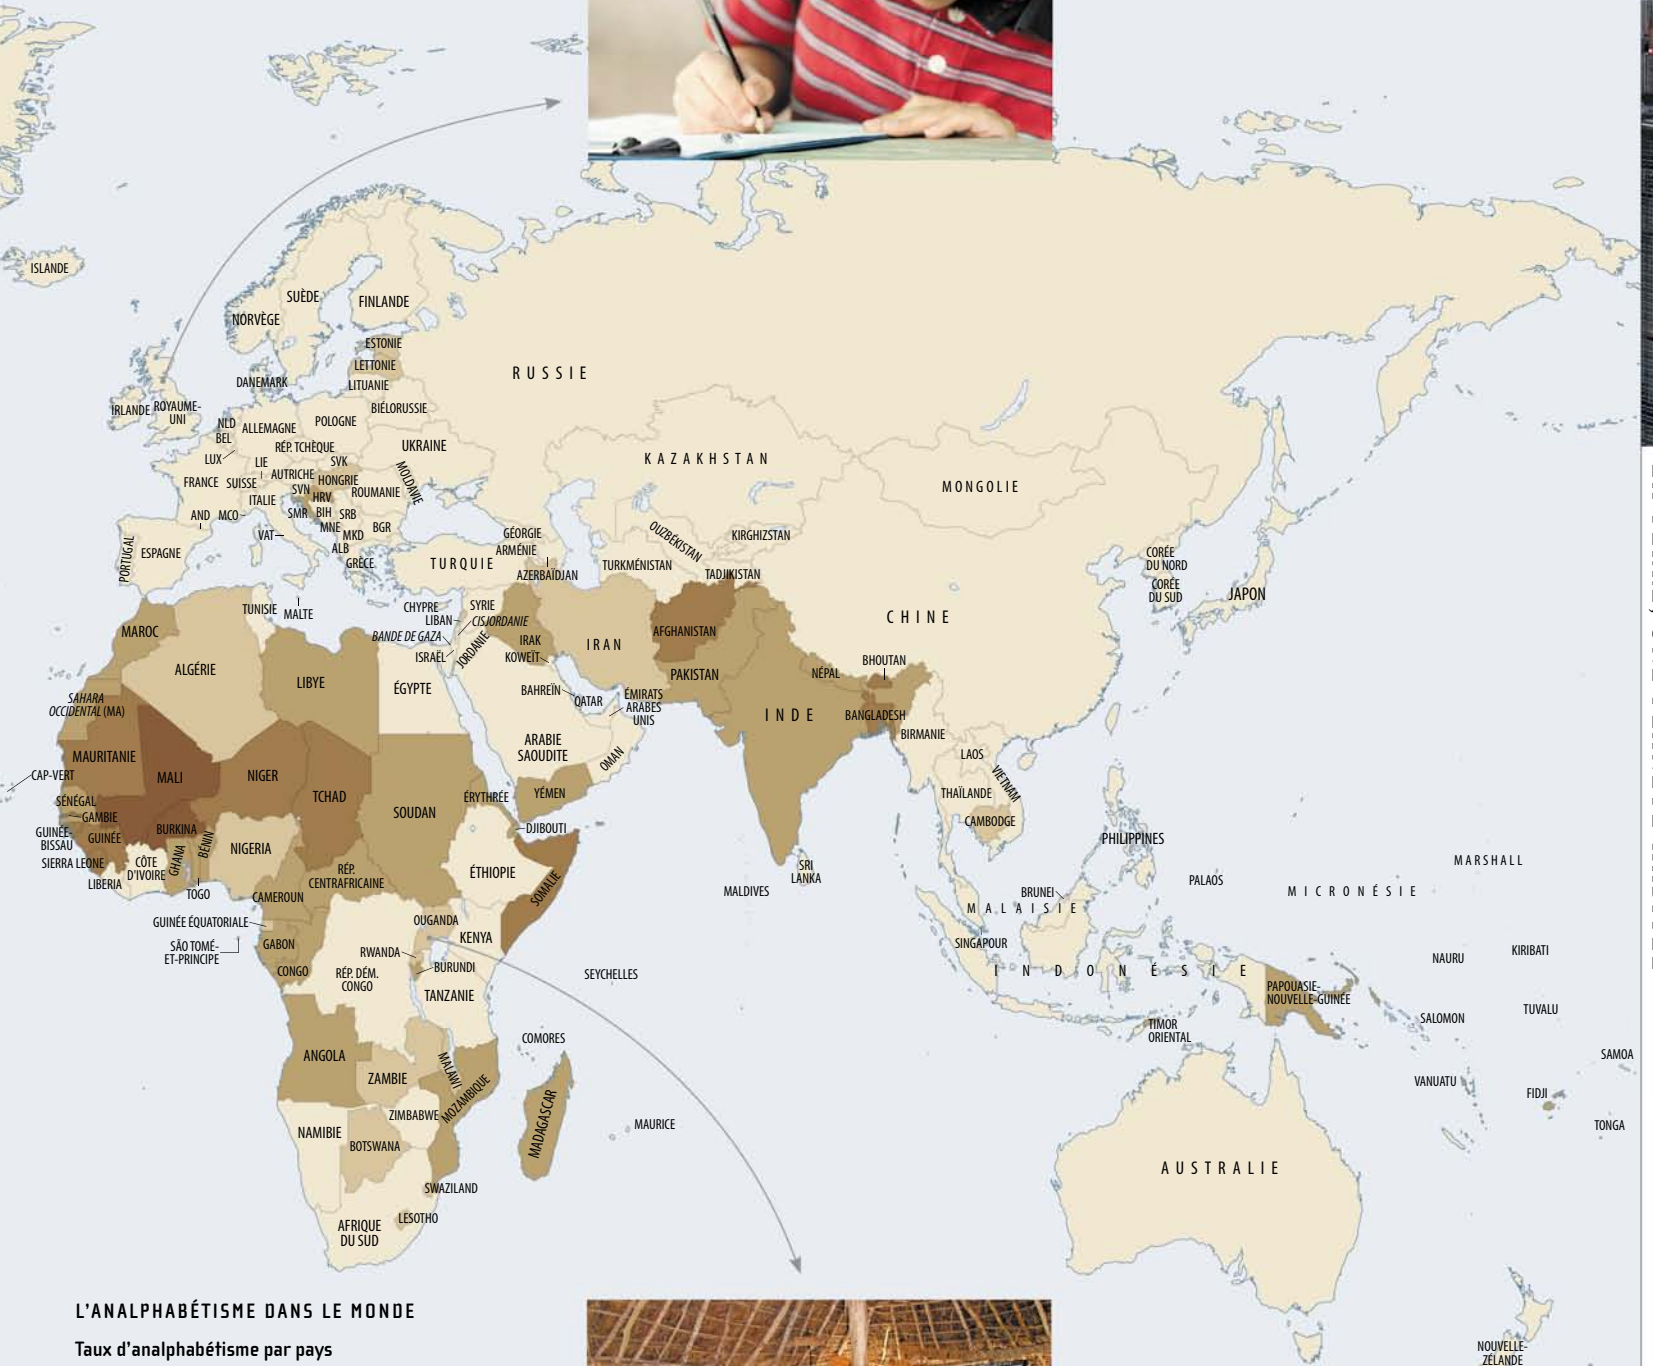 ISLANDE
SUÈDE
FINLANDE
NORVÈGE
ESTONIE
LETTONIE
LITUANIE
DANEMARK
RUSSIE
IRLANDE
ROYAUME-
UNI
NLD
BEL
LUX
ALLEMAGNE
POLOGNE
BIÉLORUSSIE
RÉP. TCHÈQUE
UKRAINE
LIE
SVK
FRANCE
SUISSE
AUTRICHE
HONGRIE
MOLDAVIE
ITALIE
SVN
HRV
ROUMANIE
AND
MCO
SMR
BIH
SRB
MNE
BGR
VAT
MKD
ALB
GRÈCE
PORTUGAL
ESPAGNE
KAZAKHSTAN
MONGOLIE
GÉORGIE
ARMÉNIE
TURQUIE
AZERBAÏDJAN
OUZBÉKISTAN
KIRGHIZSTAN
TURKMÉNISTAN
TADJIKISTAN
CORÉE
DU NORD
CORÉE
DU SUD
JAPON
CHINE
TUNISIE
MALTE
CHYPRE
LIBAN
SYRIE
CISJORDANIE
BANDE DE GAZA
ISRAËL
JORDANIE
IRAK
KOWEÏT
IRAN
AFGHANISTAN
PAKISTAN
NÉPAL
BHOUTAN
MAROC
ALGÉRIE
LIBYE
ÉGYPTE
SAHARA
OCCIDENTAL (MA)
BAHREÏN
QATAR
ÉMIRATS
ARABES
UNIS
INDE
BANGLADESH
BIRMANIE
ARABIE
SAOUDITE
OMAN
LAOS
VIETNAM
THAÏLANDE
CAMBODGE
MAURITANIE
CAP-VERT
MALI
NIGER
TCHAD
SOUDAN
ÉRYTHRÉE
YÉMEN
DJIBOUTI
SÉNÉGAL
GAMBIE
GUINÉE-
BISSAU
GUINÉE
SIERRA LEONE
LIBERIA
CÔTE
D'IVOIRE
BURKINA
GHANA
BÉNIN
TOGO
NIGERIA
RÉP.
CENTRAFRICAINE
CAMEROUN
ÉTHIOPIE
SOMALIE
SRI
LANKA
MALDIVES
PHILIPPINES
PALAOS
MARSHALL
MICRONÉSIE
BRUNEI
MALAISIE
SINGAPOUR
INDONÉSIE
GUINÉE ÉQUATORIALE
SÃO TOMÉ-
ET-PRINCIPE
GABON
CONGO
RÉP. DÉM.
CONGO
OUGANDA
KENYA
RWANDA
BURUNDI
TANZANIE
SEYCHELLES
NAURU
KIRIBATI
PAPOUASIE-
NOUVELLE-GUINÉE
TUVALU
SALOMON
TIMOR
ORIENTAL
SAMOA
VANUATU
FIDJI
TONGA
COMORES
ANGOLA
ZAMBIE
MALAWI
MOZAMBIQUE
ZIMBABWE
NAMIBIE
BOTSWANA
MADAGASCAR
MAURICE
SWAZILAND
LESOTHO
AFRIQUE
DU SUD
AUSTRALIE
NOUVELLE-
ZÉLANDE
L'ANALPHABÉTISME DANS LE MONDE
Taux d'analphabétisme par pays